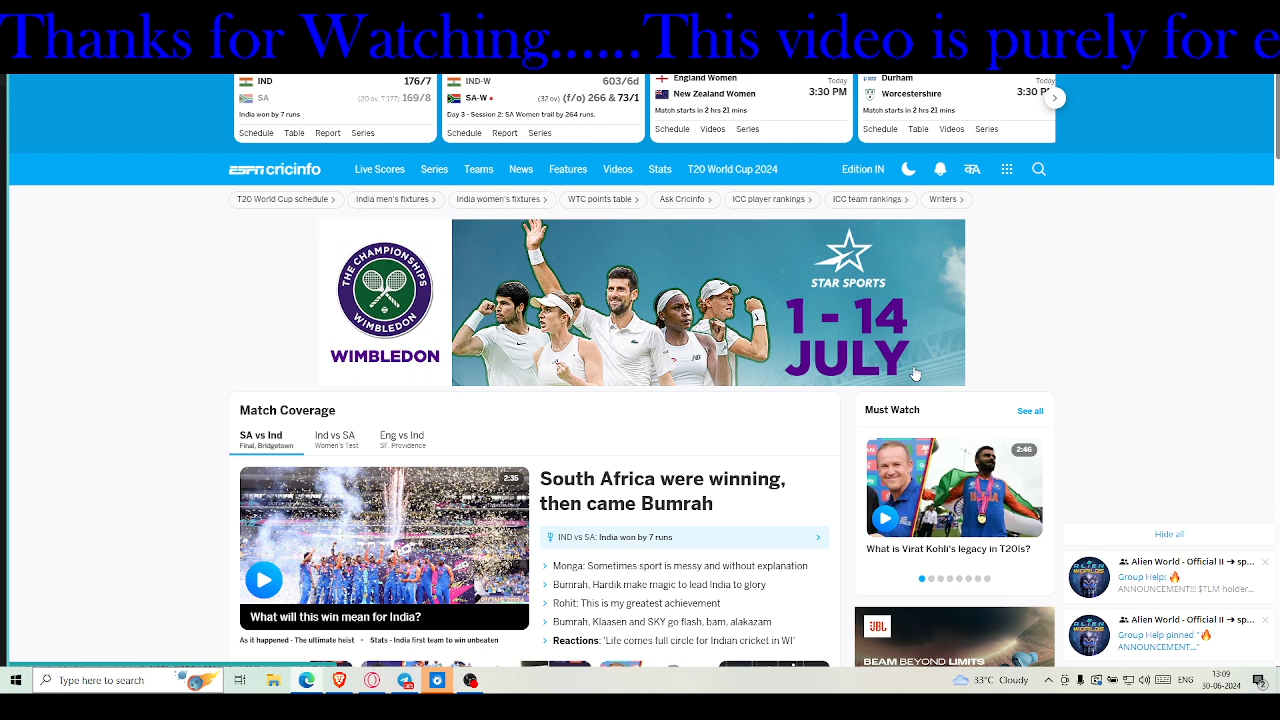 Thanks for Watching......This video is purely for e
IND 176/7
SA (20 ov, T:177) 169/8
India won by 7 runs
Schedule Table Report Series
IND-W 603/6d
SA-W (32 ov) (f/o) 266 & 73/1
Day 3 - Session 2: SA Women trail by 264 runs.
Schedule Report Series
England Women Today
New Zealand Women 3:30 PM
Match starts in 2 hrs 21 mins
Schedule Videos Series
Durham Today
Worcestershire 3:30 PM
Match starts in 2 hrs 21 mins
Schedule Table Videos Series
ESPN cricinfo Live Scores Series Teams News Features Videos Stats T20 World Cup 2024 Edition IN
T20 World Cup schedule India men's fixtures India women's fixtures WTC points table Ask Cricinfo ICC player rankings ICC team rankings Writers
THE CHAMPIONSHIPS
WIMBLEDON
WIMBLEDON
STAR SPORTS
1 - 14
JULY
Match Coverage
SA vs Ind Ind vs SA Eng vs Ind
Final, Bridgetown Women's Test SF, Providence
2:35
What will this win mean for India?
As it happened - The ultimate heist • Stats - India first team to win unbeaten
South Africa were winning,
then came Bumrah
IND vs SA: India won by 7 runs
Monga: Sometimes sport is messy and without explanation
Bumrah, Hardik make magic to lead India to glory
Rohit: This is my greatest achievement
Bumrah, Klaasen and SKY go flash, bam, alakazam
Reactions: 'Life comes full circle for Indian cricket in WI'
Must Watch See all
2:46
INDIA
What is Virat Kohli's legacy in T20Is?
JBL
BEAM BEYOND LIMITS
Hide all
ALIEN WORLDS
Alien World - Official II ➔ sp...
Group Help: 🔥
ANNOUNCEMENT!!! $TLM holder...
ALIEN WORLDS
Alien World - Official II ➔ sp...
Group Help pinned "🔥
ANNOUNCEMENT..."
Type here to search
33°C Cloudy
ENG
13:09
30-06-2024